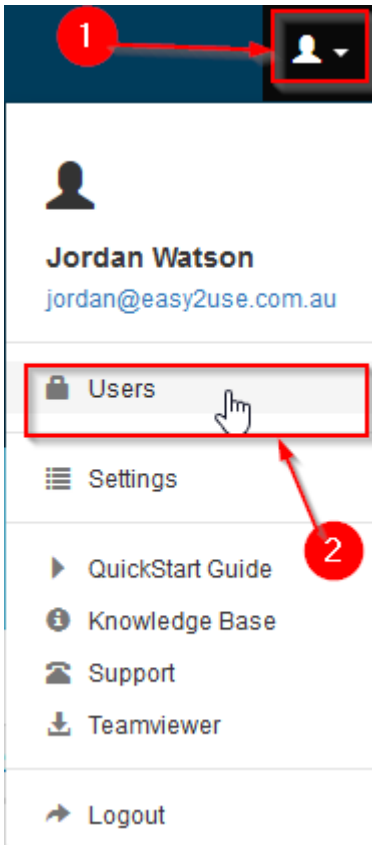 1
Jordan Watson
jordan@easy2use.com.au
Users
Settings
2
QuickStart Guide
Knowledge Base
Support
Teamviewer
Logout